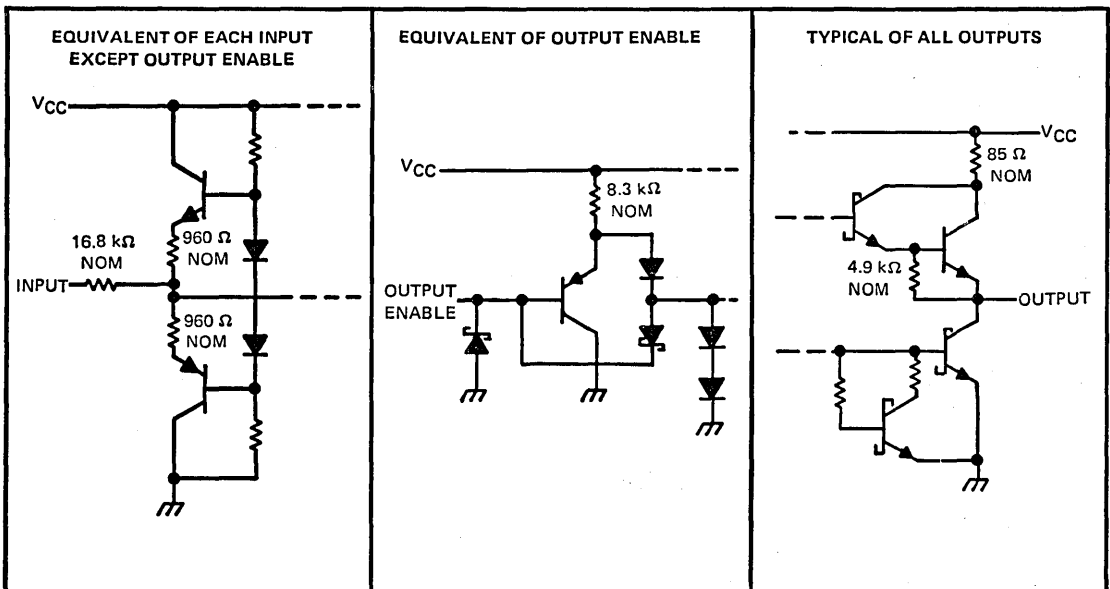 EQUIVALENT OF EACH INPUT
EXCEPT OUTPUT ENABLE
VCC
16.8 kΩ
NOM
960 Ω
NOM
INPUT
960 Ω
NOM
EQUIVALENT OF OUTPUT ENABLE
VCC
8.3 kΩ
NOM
OUTPUT
ENABLE
TYPICAL OF ALL OUTPUTS
VCC
85 Ω
NOM
4.9 kΩ
NOM
OUTPUT